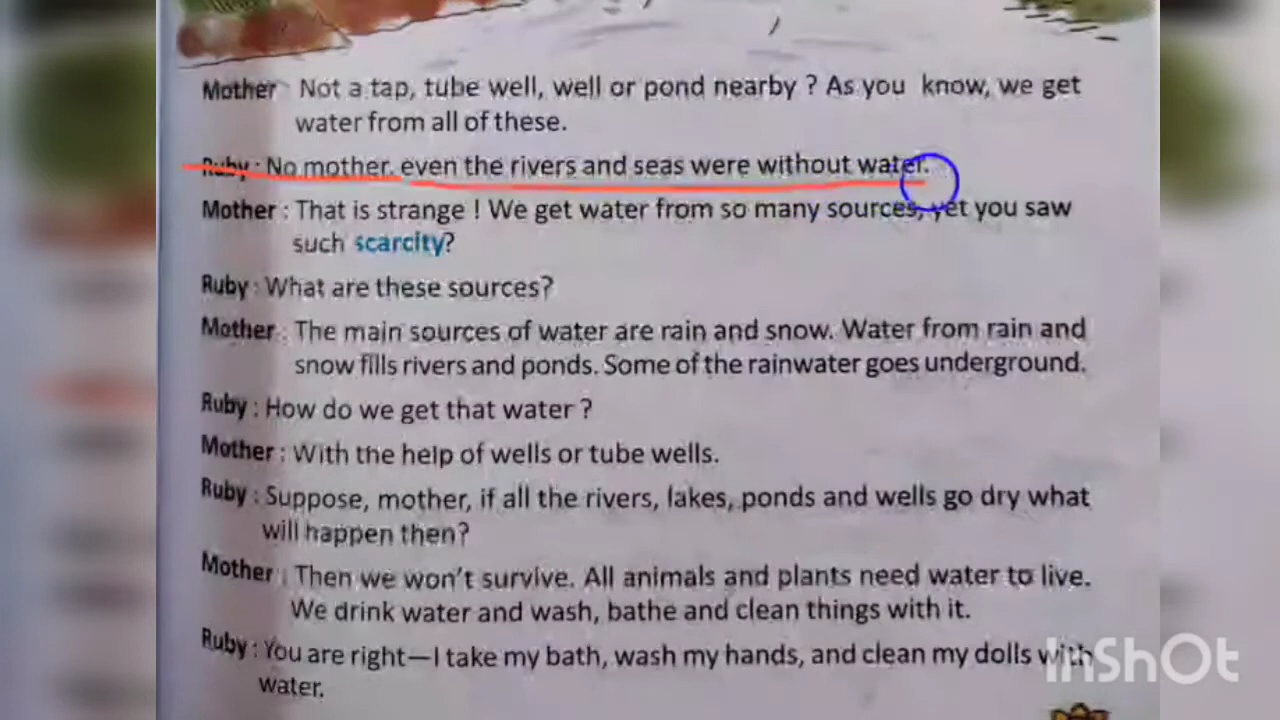 Mother : Not a tap, tube well, well or pond nearby ? As you know, we get
water from all of these.
Ruby : No mother, even the rivers and seas were without water.
Mother : That is strange ! We get water from so many sources, yet you saw
such scarcity?
Ruby : What are these sources?
Mother : The main sources of water are rain and snow. Water from rain and
snow fills rivers and ponds. Some of the rainwater goes underground.
Ruby : How do we get that water ?
Mother : With the help of wells or tube wells.
Ruby : Suppose, mother, if all the rivers, lakes, ponds and wells go dry what
will happen then?
Mother : Then we won't survive. All animals and plants need water to live.
We drink water and wash, bathe and clean things with it.
Ruby : You are right—I take my bath, wash my hands, and clean my dolls with
water.
InShOt